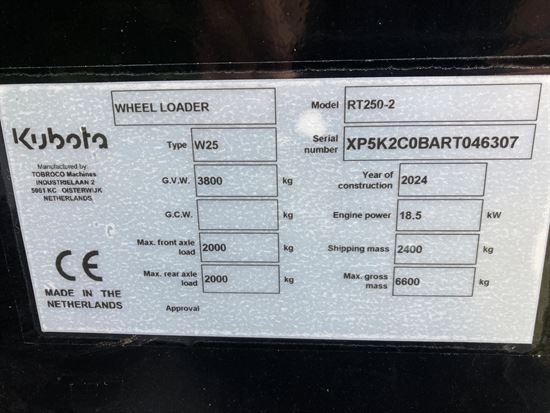 WHEEL LOADER
Model RT250-2
Kubota
Type W25
Serial number XP5K2C0BART046307
Manufactured by:
TOBROCO Machines
INDUSTRIELAAN 2
5061 KC OISTERWIJK
NETHERLANDS
G.V.W. 3800 kg
Year of construction 2024
G.C.W. kg
Engine power 18.5 kW
Max. front axle load 2000 kg
Shipping mass 2400 kg
Max. rear axle load 2000 kg
Max. gross mass 6600 kg
CE
MADE IN THE
NETHERLANDS
Approval